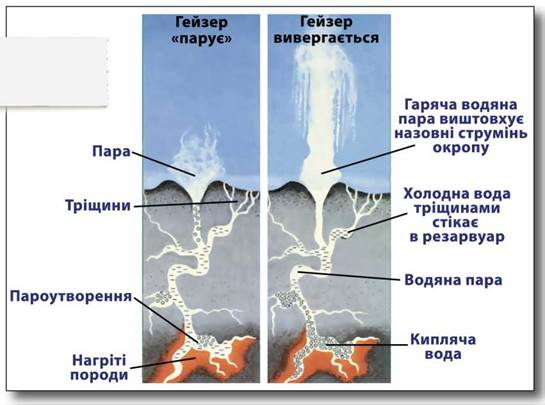 Гейзер
«парує»
Гейзер
вивергається
Пара
Тріщини
Пароутворення
Нагріті
породи
Гаряча водяна
пара виштовхує
назовні струмінь
окропу
Холодна вода
тріщинами
стікає
в резарвуар
Водяна пара
Кипляча
вода